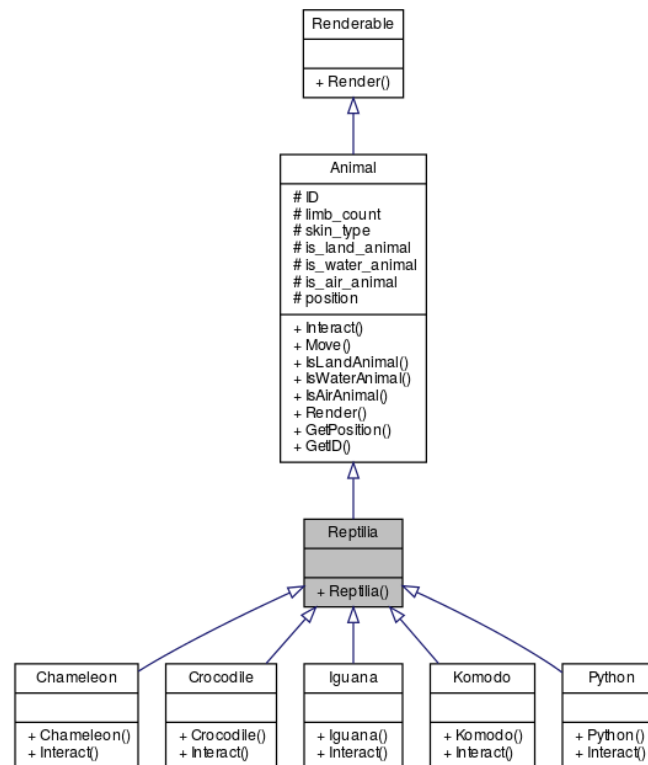 Renderable
+ Render()
Animal
# ID
# limb_count
# skin_type
# is_land_animal
# is_water_animal
# is_air_animal
# position
+ Interact()
+ Move()
+ IsLandAnimal()
+ IsWaterAnimal()
+ IsAirAnimal()
+ Render()
+ GetPosition()
+ GetID()
Reptilia
+ Reptilia()
Chameleon
+ Chameleon()
+ Interact()
Crocodile
+ Crocodile()
+ Interact()
Iguana
+ Iguana()
+ Interact()
Komodo
+ Komodo()
+ Interact()
Python
+ Python()
+ Interact()